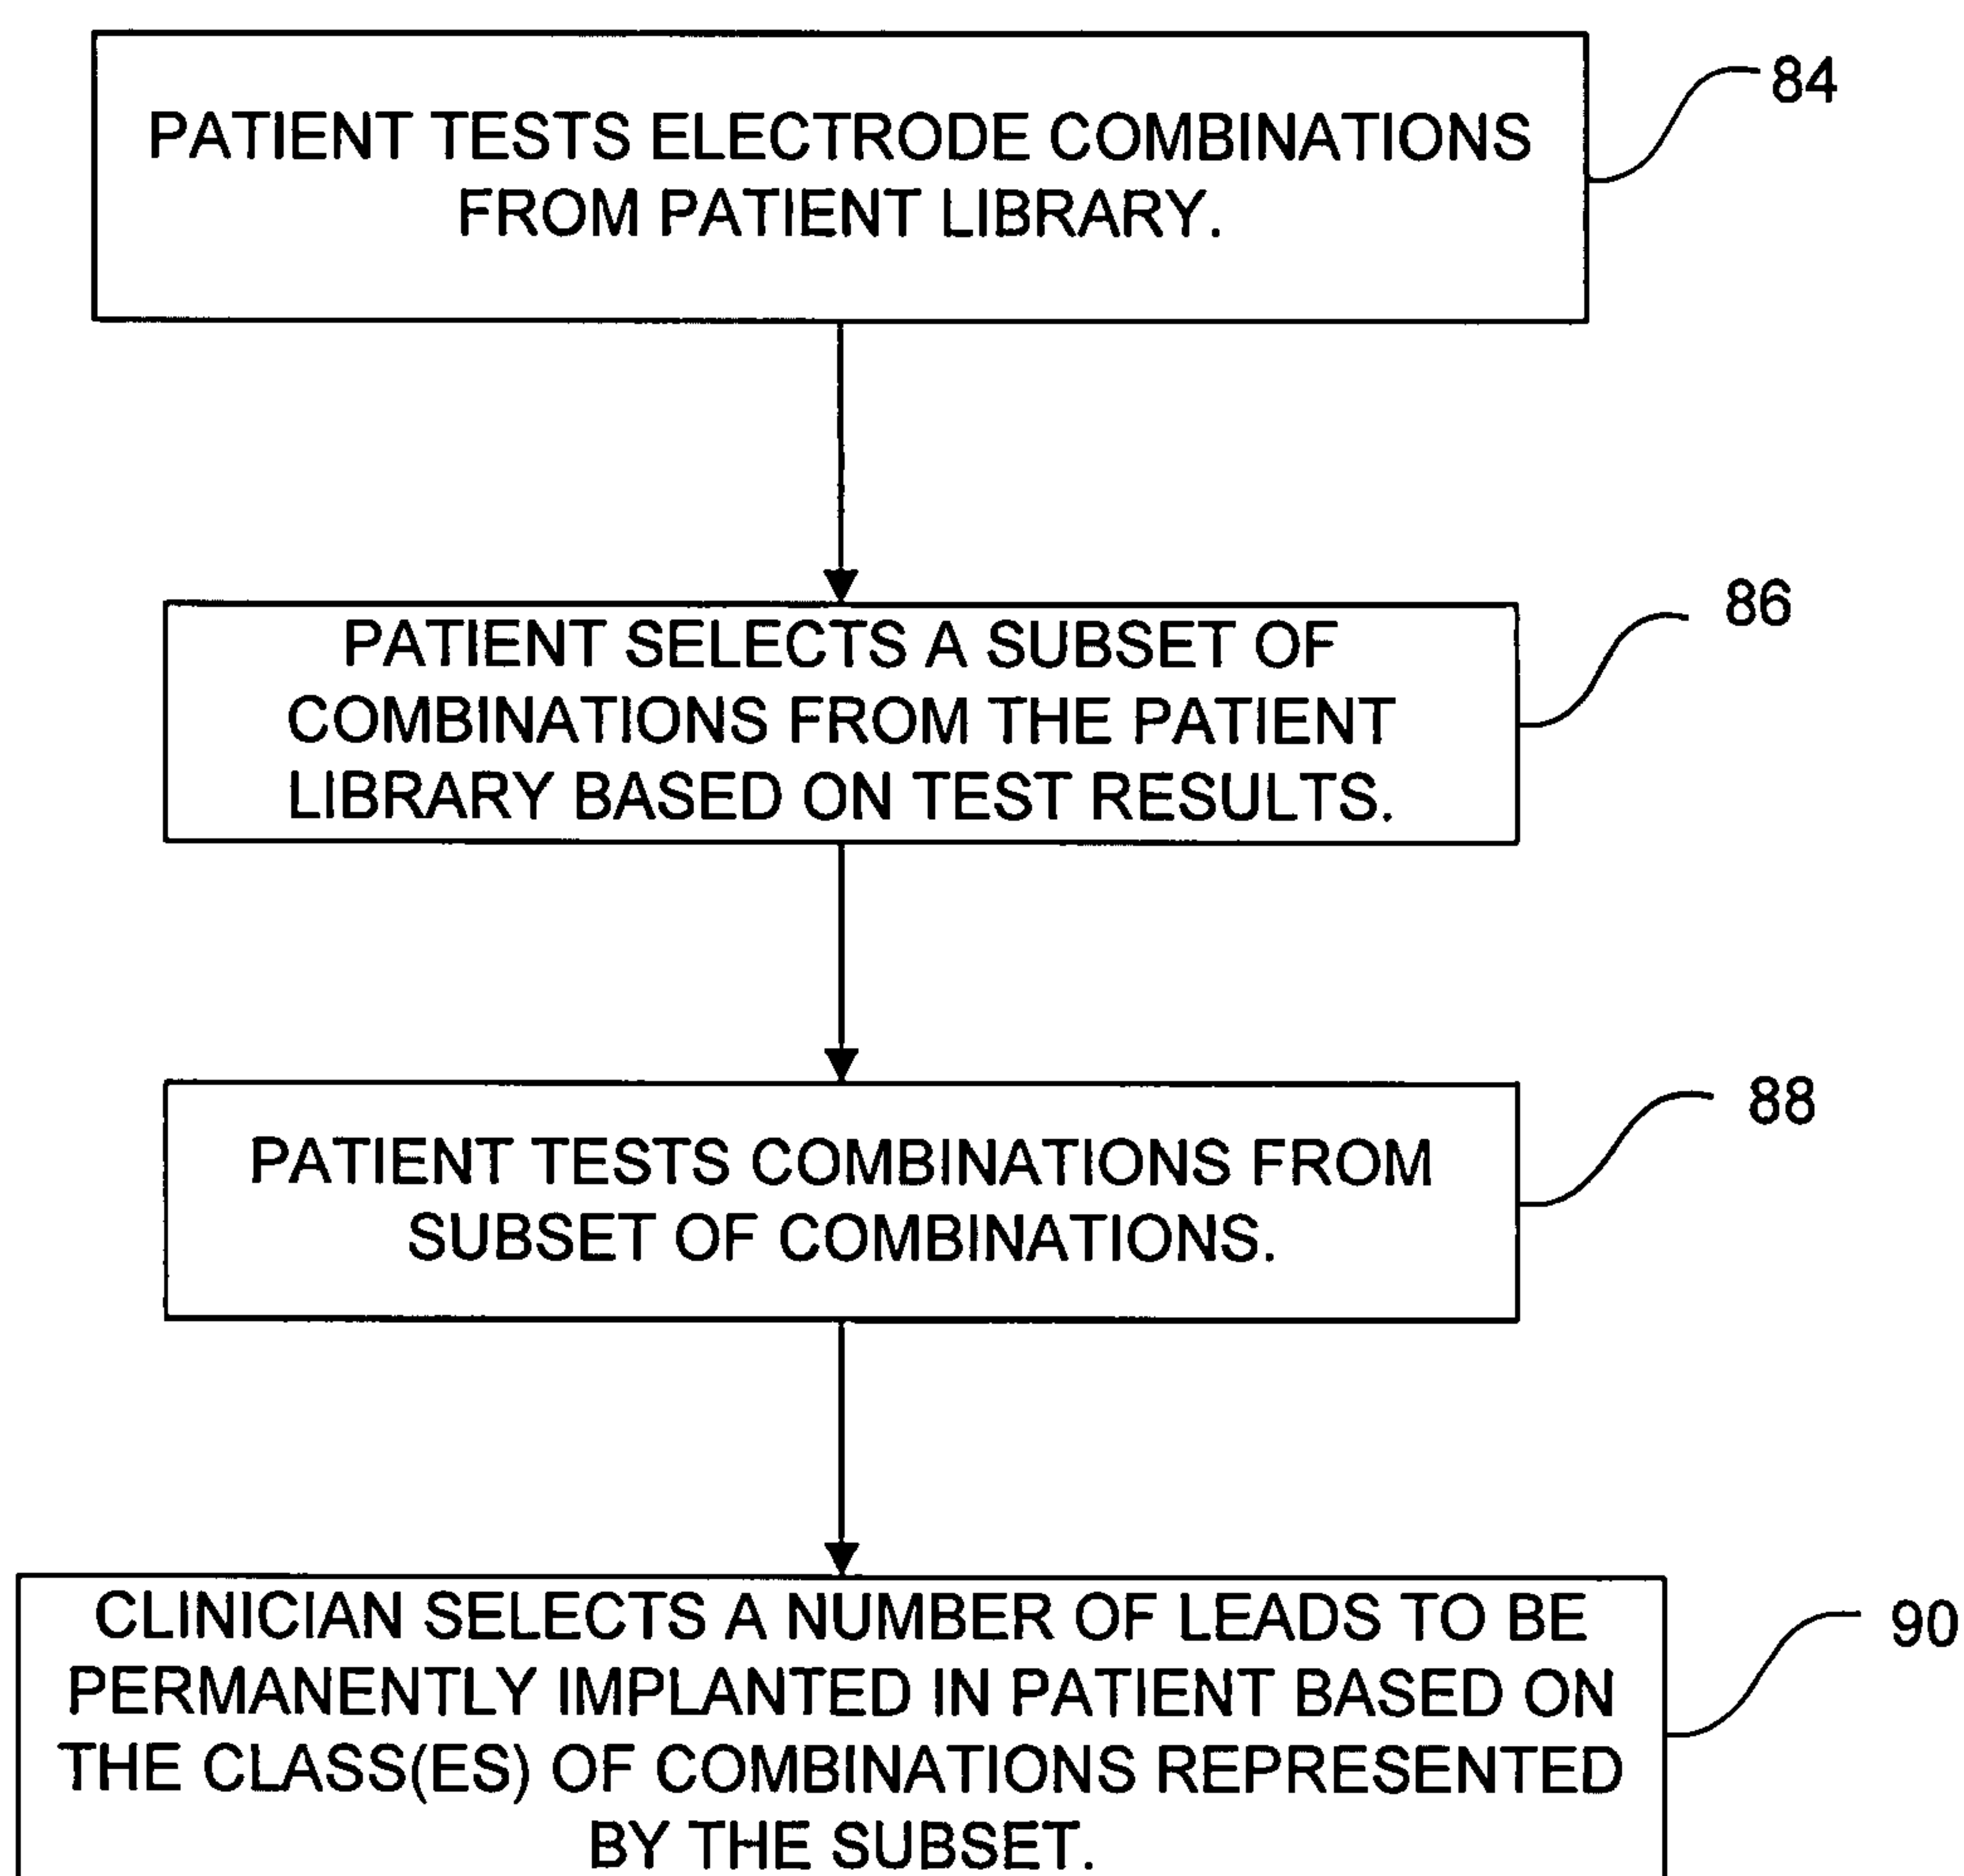 PATIENT TESTS ELECTRODE COMBINATIONS
FROM PATIENT LIBRARY.
84
PATIENT SELECTS A SUBSET OF
COMBINATIONS FROM THE PATIENT
LIBRARY BASED ON TEST RESULTS.
86
PATIENT TESTS COMBINATIONS FROM
SUBSET OF COMBINATIONS.
88
CLINICIAN SELECTS A NUMBER OF LEADS TO BE
PERMANENTLY IMPLANTED IN PATIENT BASED ON
THE CLASS(ES) OF COMBINATIONS REPRESENTED
BY THE SUBSET.
90